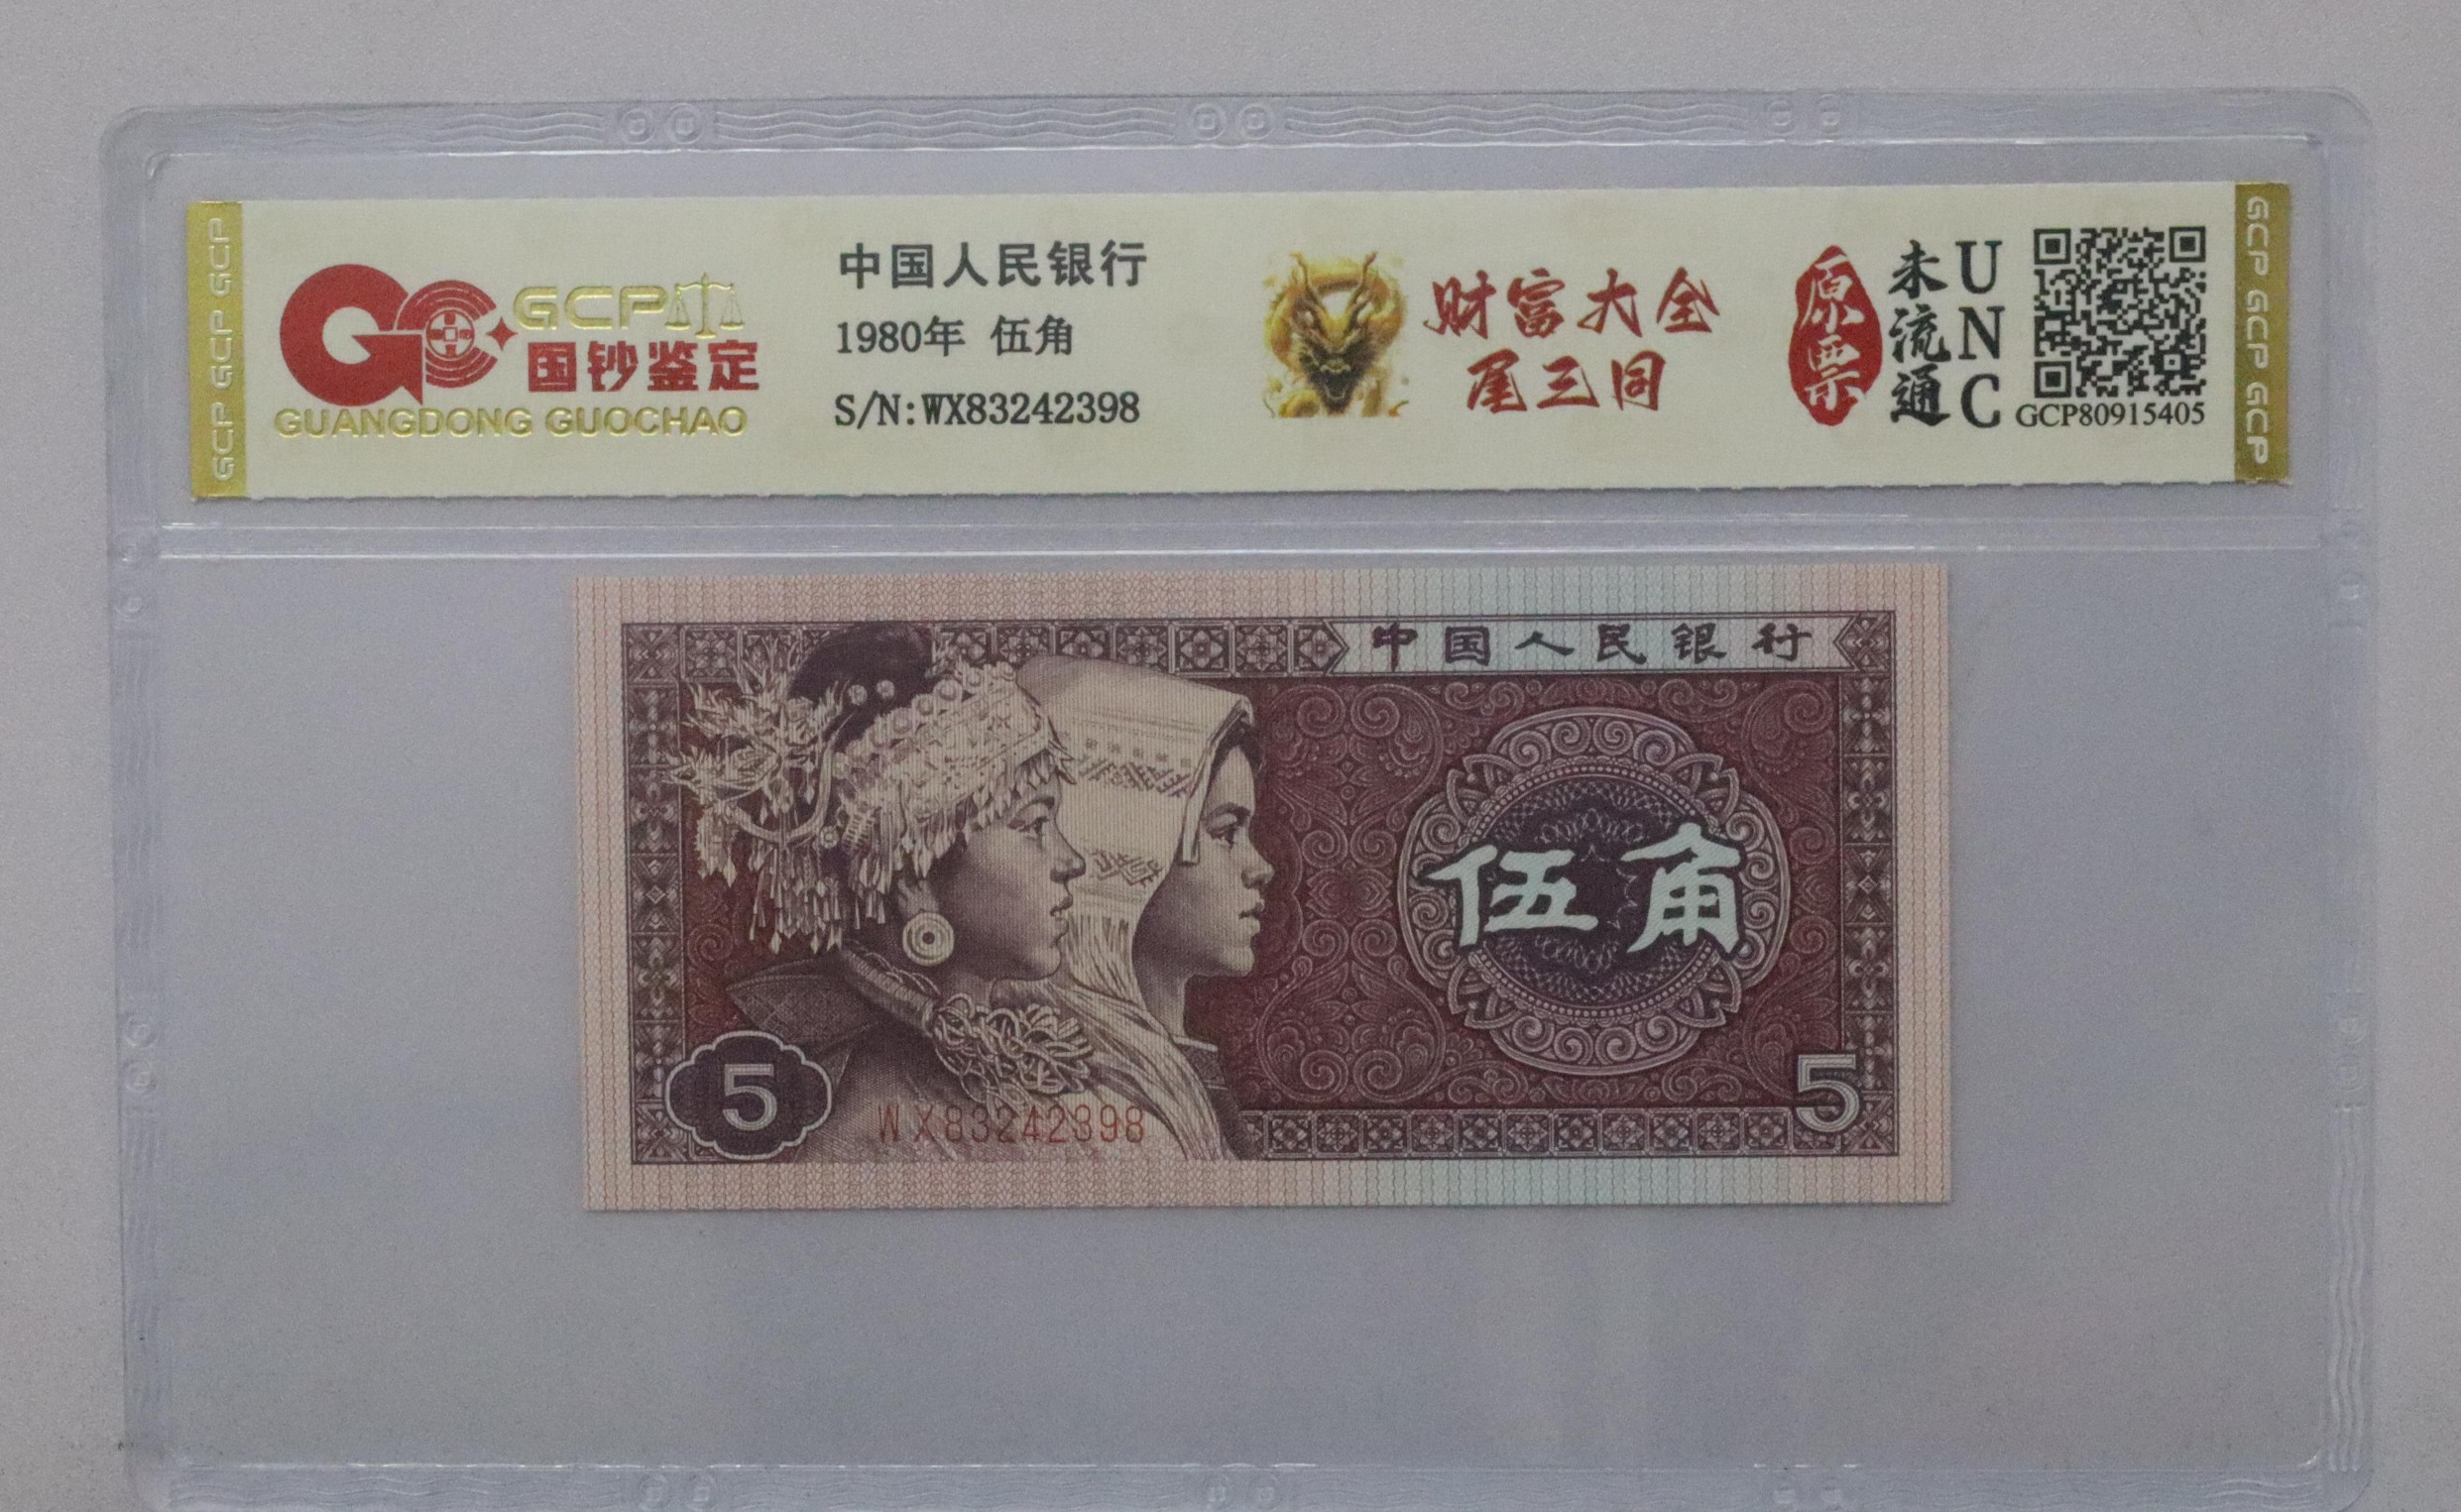 GCP GCP GCP
GCP
国钞鉴定
GUANGDONG GUOCHAO
中国人民银行
1980年 伍角
S/N:WX83242398
财富大全
尾三同
原票
未流通
UNC
GCP80915405
GCP GCP GCP
中国人民银行
伍角
5
WX83242398
5